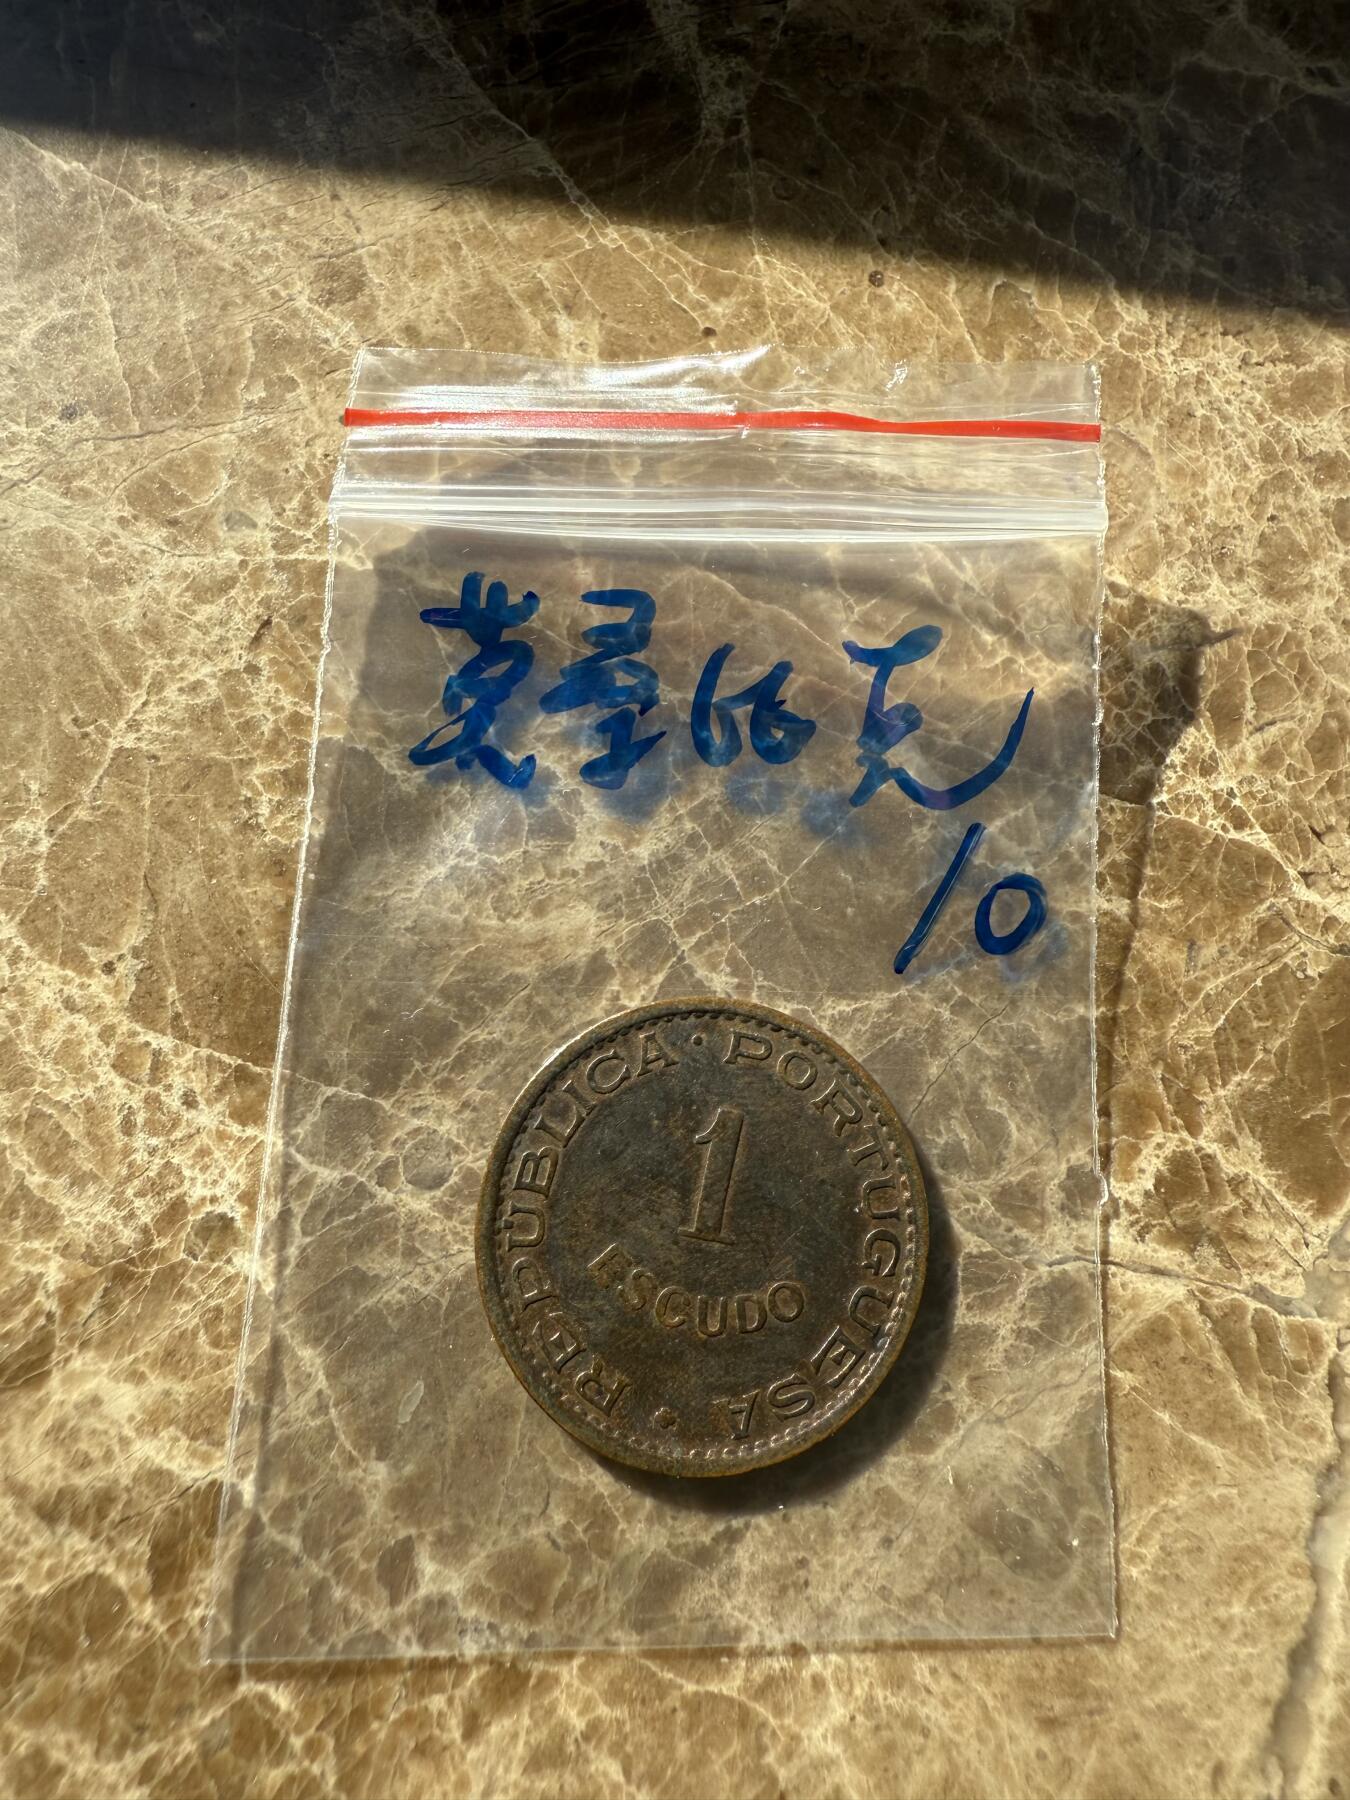 莫桑比克
10
REPÚBLICA · PORTUGUESA ·
1
ESCUDO